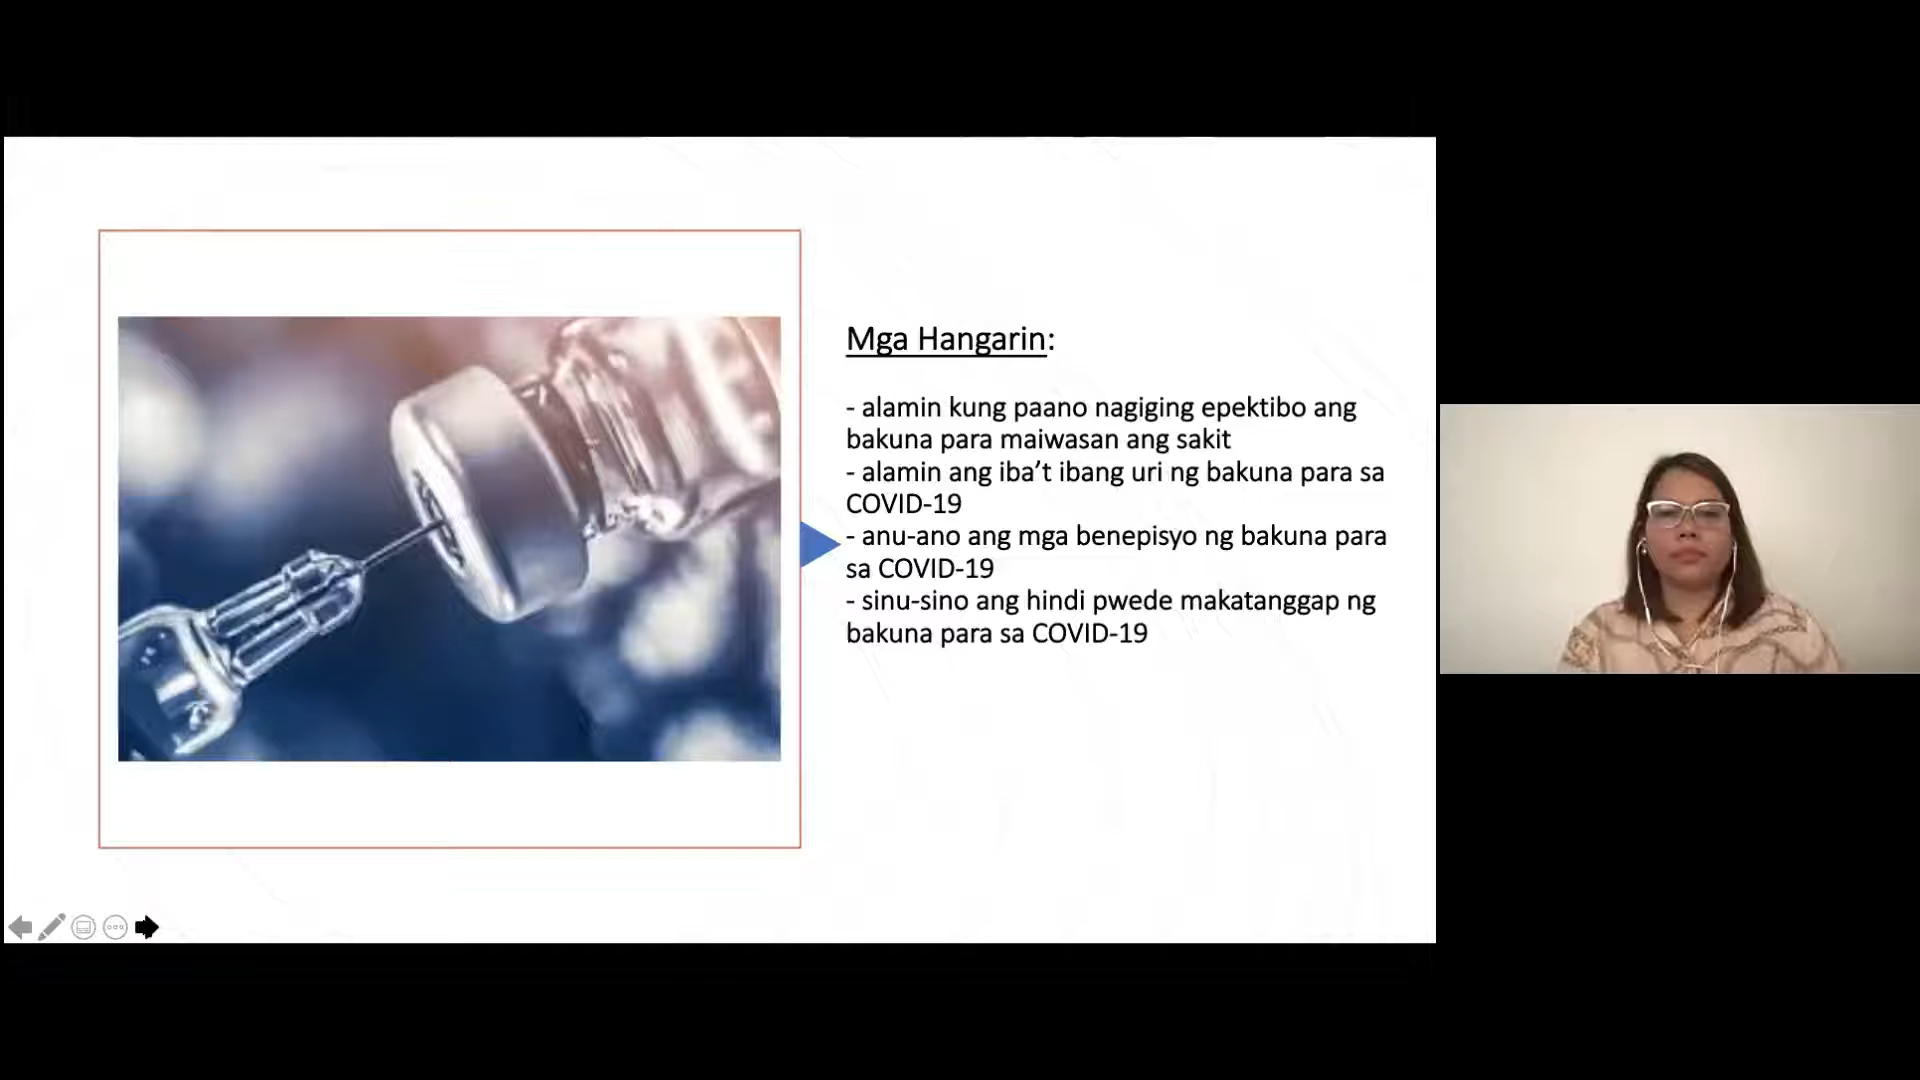 Mga Hangarin:
- alamin kung paano nagiging epektibo ang
bakuna para maiwasan ang sakit
- alamin ang iba’t ibang uri ng bakuna para sa
COVID-19
- anu-ano ang mga benepisyo ng bakuna para
sa COVID-19
- sinu-sino ang hindi pwede makatanggap ng
bakuna para sa COVID-19